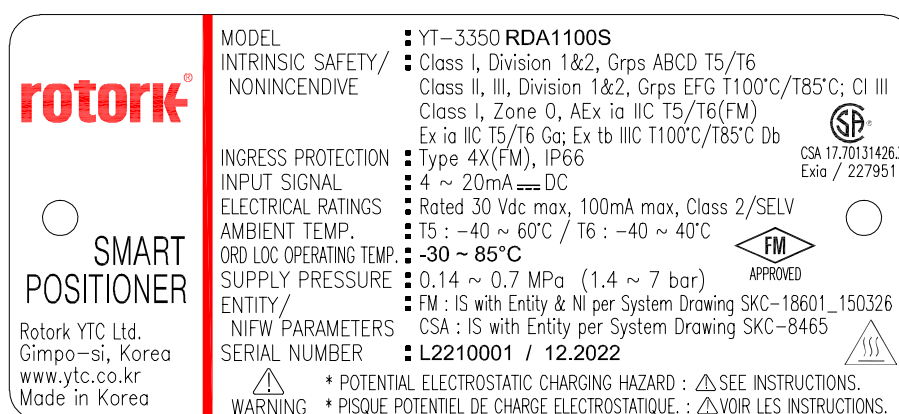 rotork®
SMART
POSITIONER
Rotork YTC Ltd.
Gimpo-si, Korea
www.ytc.co.kr
Made in Korea
MODEL : YT-3350 RDA1100S
INTRINSIC SAFETY/ : Class I, Division 1&2, Grps ABCD T5/T6
NONINCENDIVE Class II, III, Division 1&2, Grps EFG T100°C/T85°C; Cl III
Class I, Zone 0, AEx ia IIC T5/T6(FM)
Ex ia IIC T5/T6 Ga; Ex tb IIIC T100°C/T85°C Db
INGRESS PROTECTION : Type 4X(FM), IP66
INPUT SIGNAL : 4 ~ 20mA DC
ELECTRICAL RATINGS : Rated 30 Vdc max, 100mA max, Class 2/SELV
AMBIENT TEMP. : T5 : -40 ~ 60°C / T6 : -40 ~ 40°C
ORD LOC OPERATING TEMP. : -30 ~ 85°C
SUPPLY PRESSURE : 0.14 ~ 0.7 MPa (1.4 ~ 7 bar)
ENTITY/ : FM : IS with Entity & NI per System Drawing SKC-18601_150326
NIFW PARAMETERS CSA : IS with Entity per System Drawing SKC-8465
SERIAL NUMBER : L2210001 / 12.2022
WARNING
* POTENTIAL ELECTROSTATIC CHARGING HAZARD : SEE INSTRUCTIONS.
* PISQUE POTENTIEL DE CHARGE ELECTROSTATIQUE. : VOIR LES INSTRUCTIONS.
SA®
CSA 17.70131426.
Exia / 227951
FM
APPROVED